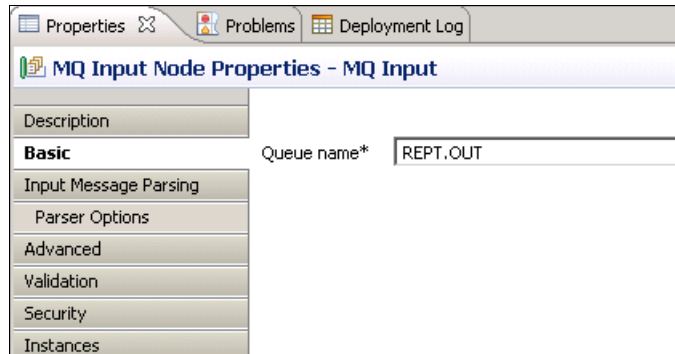 Properties Problems Deployment Log
MQ Input Node Properties - MQ Input
Description
Basic
Queue name* REPT.OUT
Input Message Parsing
Parser Options
Advanced
Validation
Security
Instances